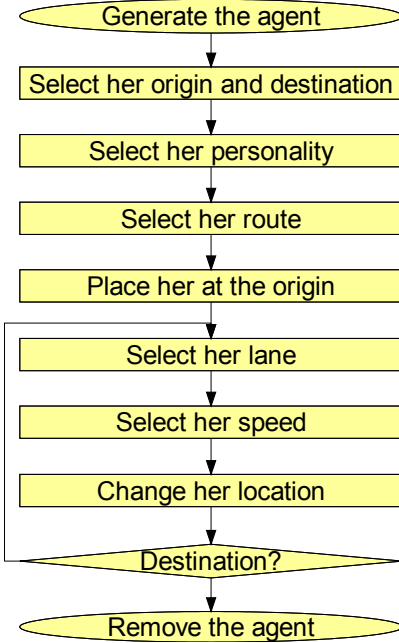 Generate the agent
Select her origin and destination
Select her personality
Select her route
Place her at the origin
Select her lane
Select her speed
Change her location
Destination?
Remove the agent